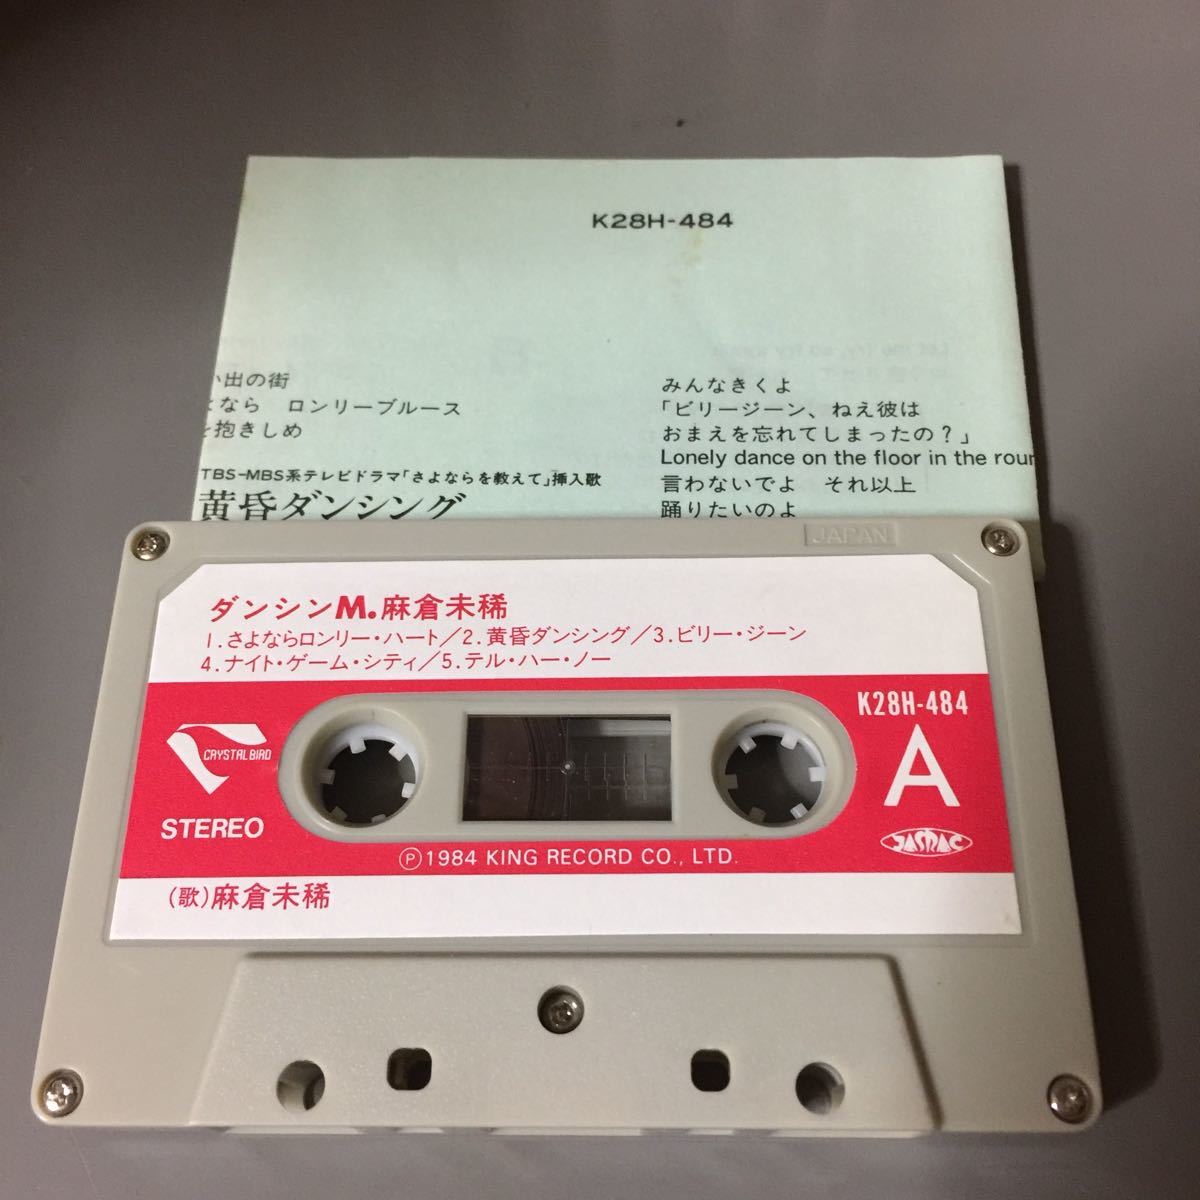 K28H-484
い出の街
よなら ロンリーブルース
を抱きしめ
TBS-MBS系テレビドラマ「さよならを教えて」挿入歌
黄昏ダンシング
みんなきくよ
「ビリージーン、ねえ彼は
おまえを忘れてしまったの?」
Lonely dance on the floor in the roun
言わないでよ それ以上
踊りたいのよ
JAPAN
ダンシンM.麻倉未稀
1.さよならロンリー・ハート/2.黄昏ダンシング/3.ビリー・ジーン
4.ナイト・ゲーム・シティ/5.テル・ハー・ノー
K28H-484
CRYSTAL BIRD
A
STEREO
JASRAC
Ⓟ1984 KING RECORD CO., LTD.
(歌)麻倉未稀